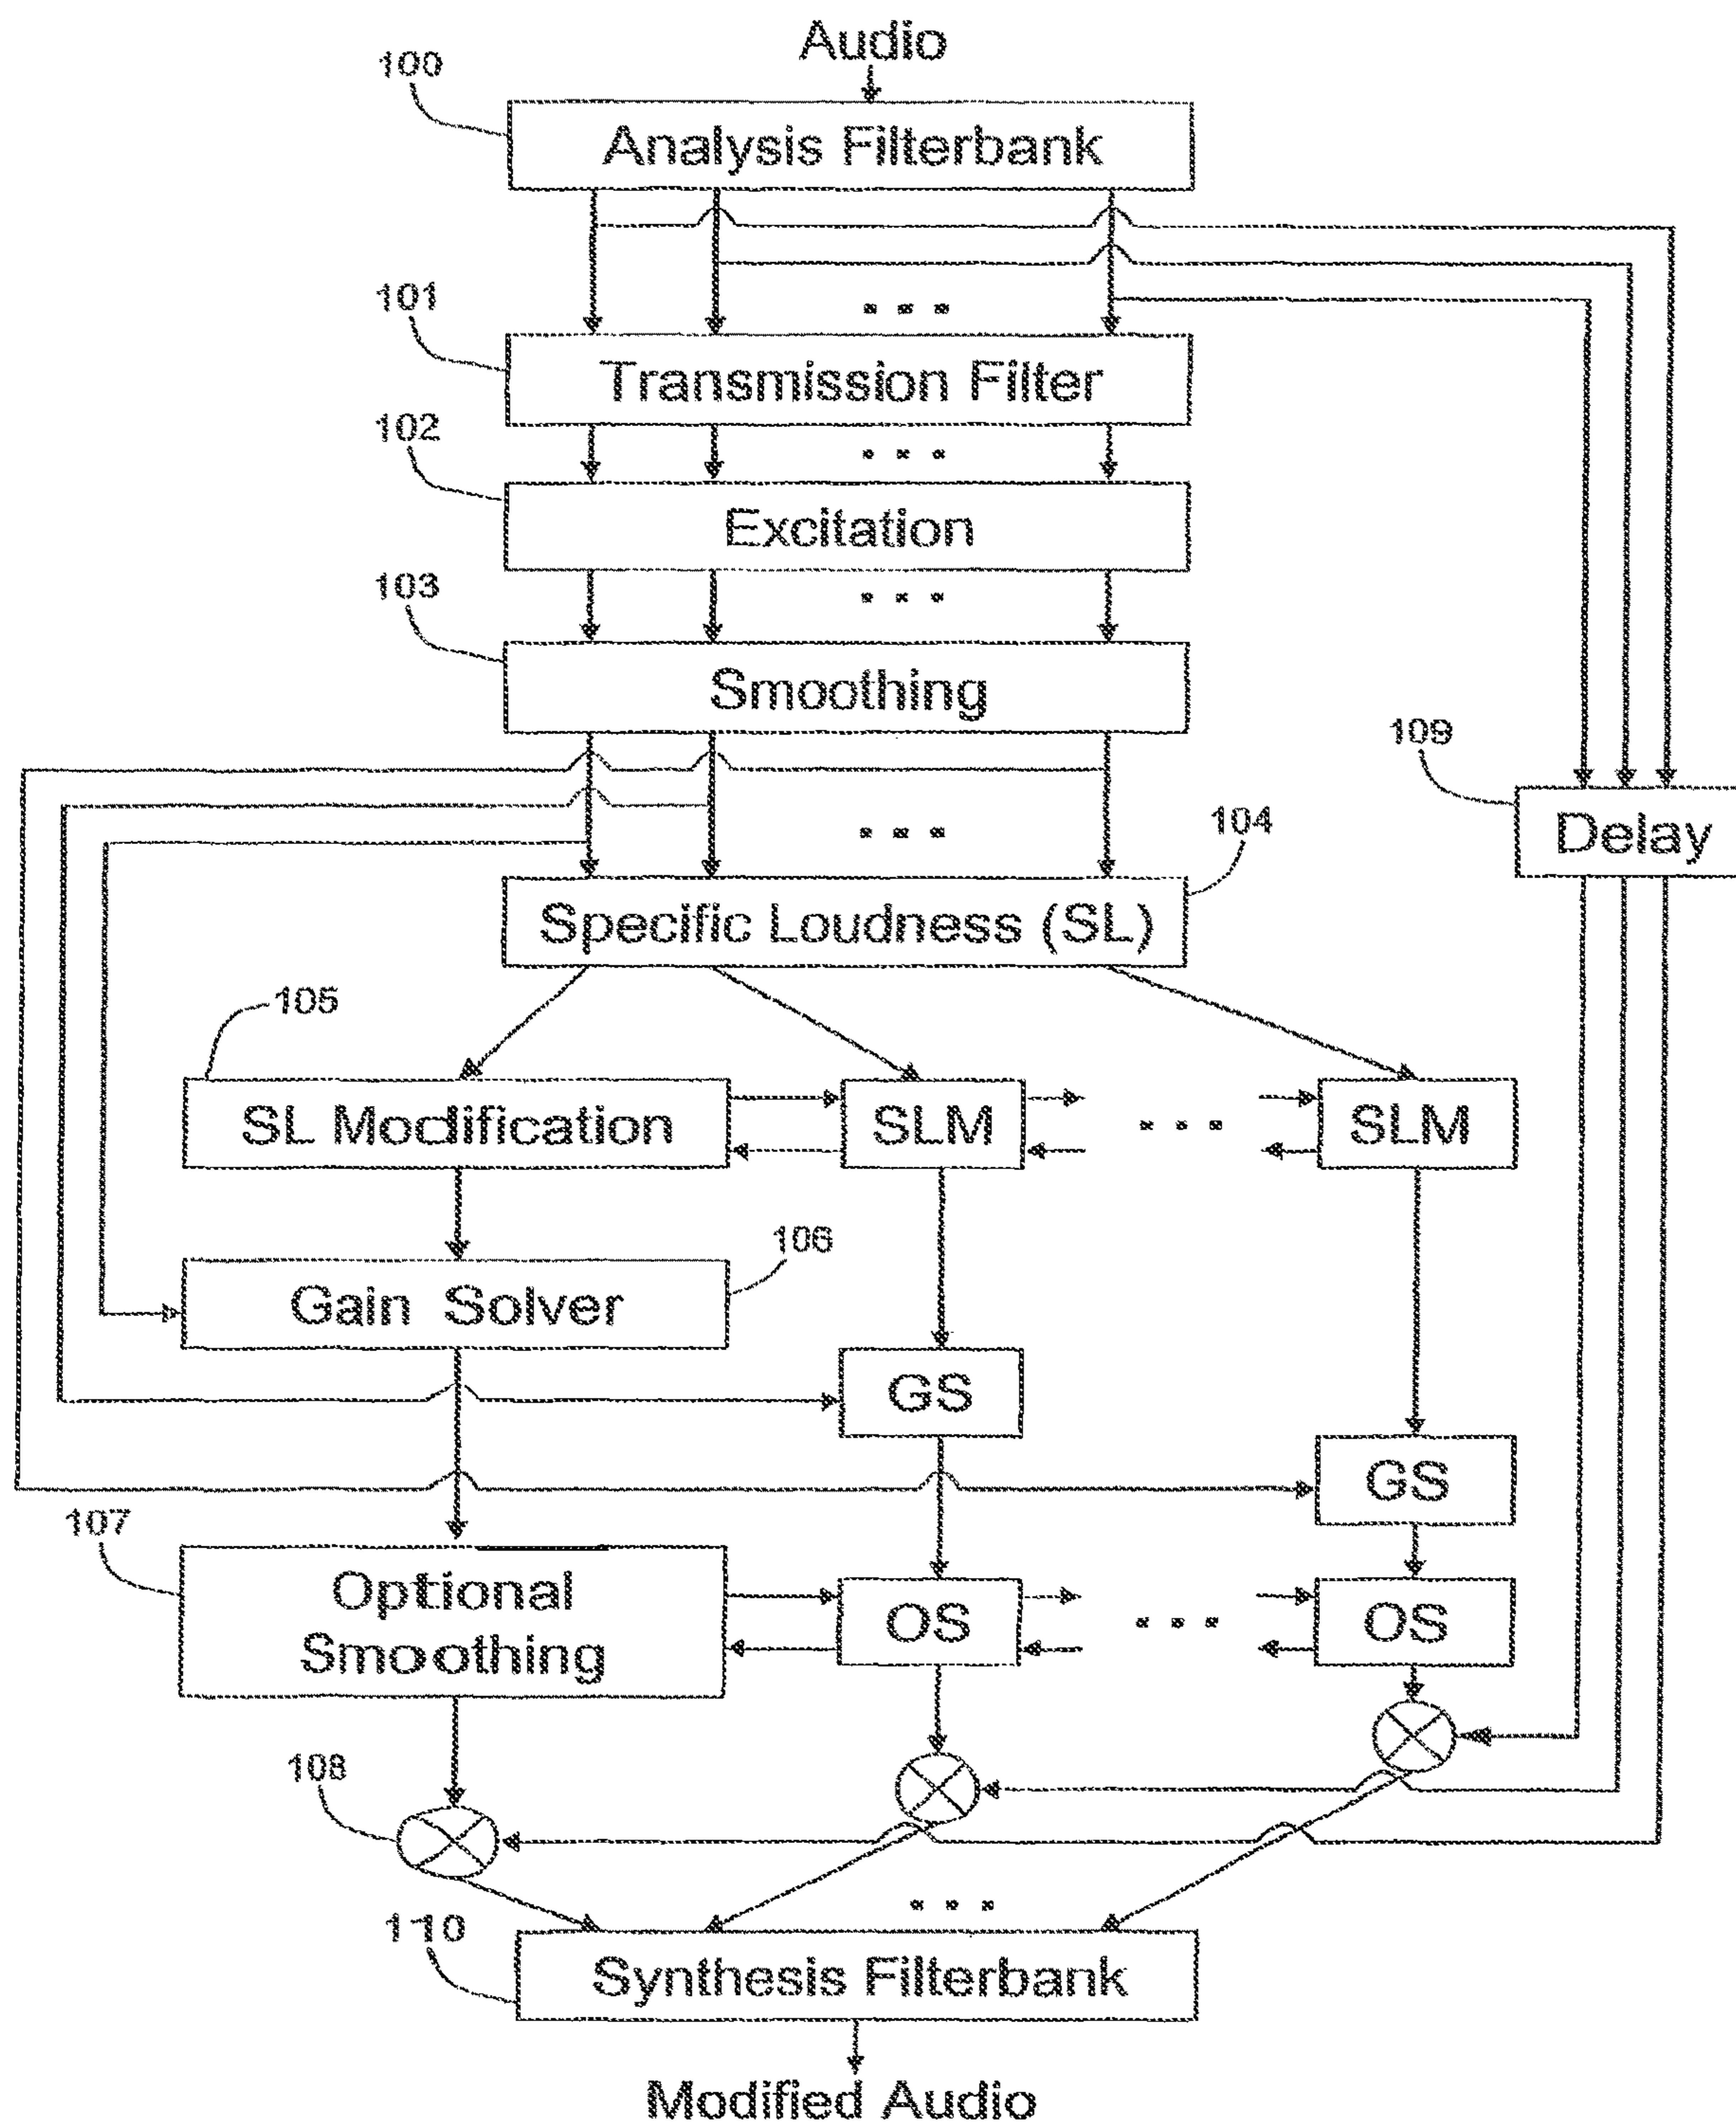 Audio
100
Analysis Filterbank
101
. . .
Transmission Filter
102
. . .
Excitation
103
. . .
Smoothing
109
Delay
104
. . .
Specific Loudness (SL)
105
SL Modification
SLM
. . .
SLM
106
Gain Solver
GS
GS
107
Optional
Smoothing
OS
. . .
OS
108
. . .
110
Synthesis Filterbank
Modified Audio